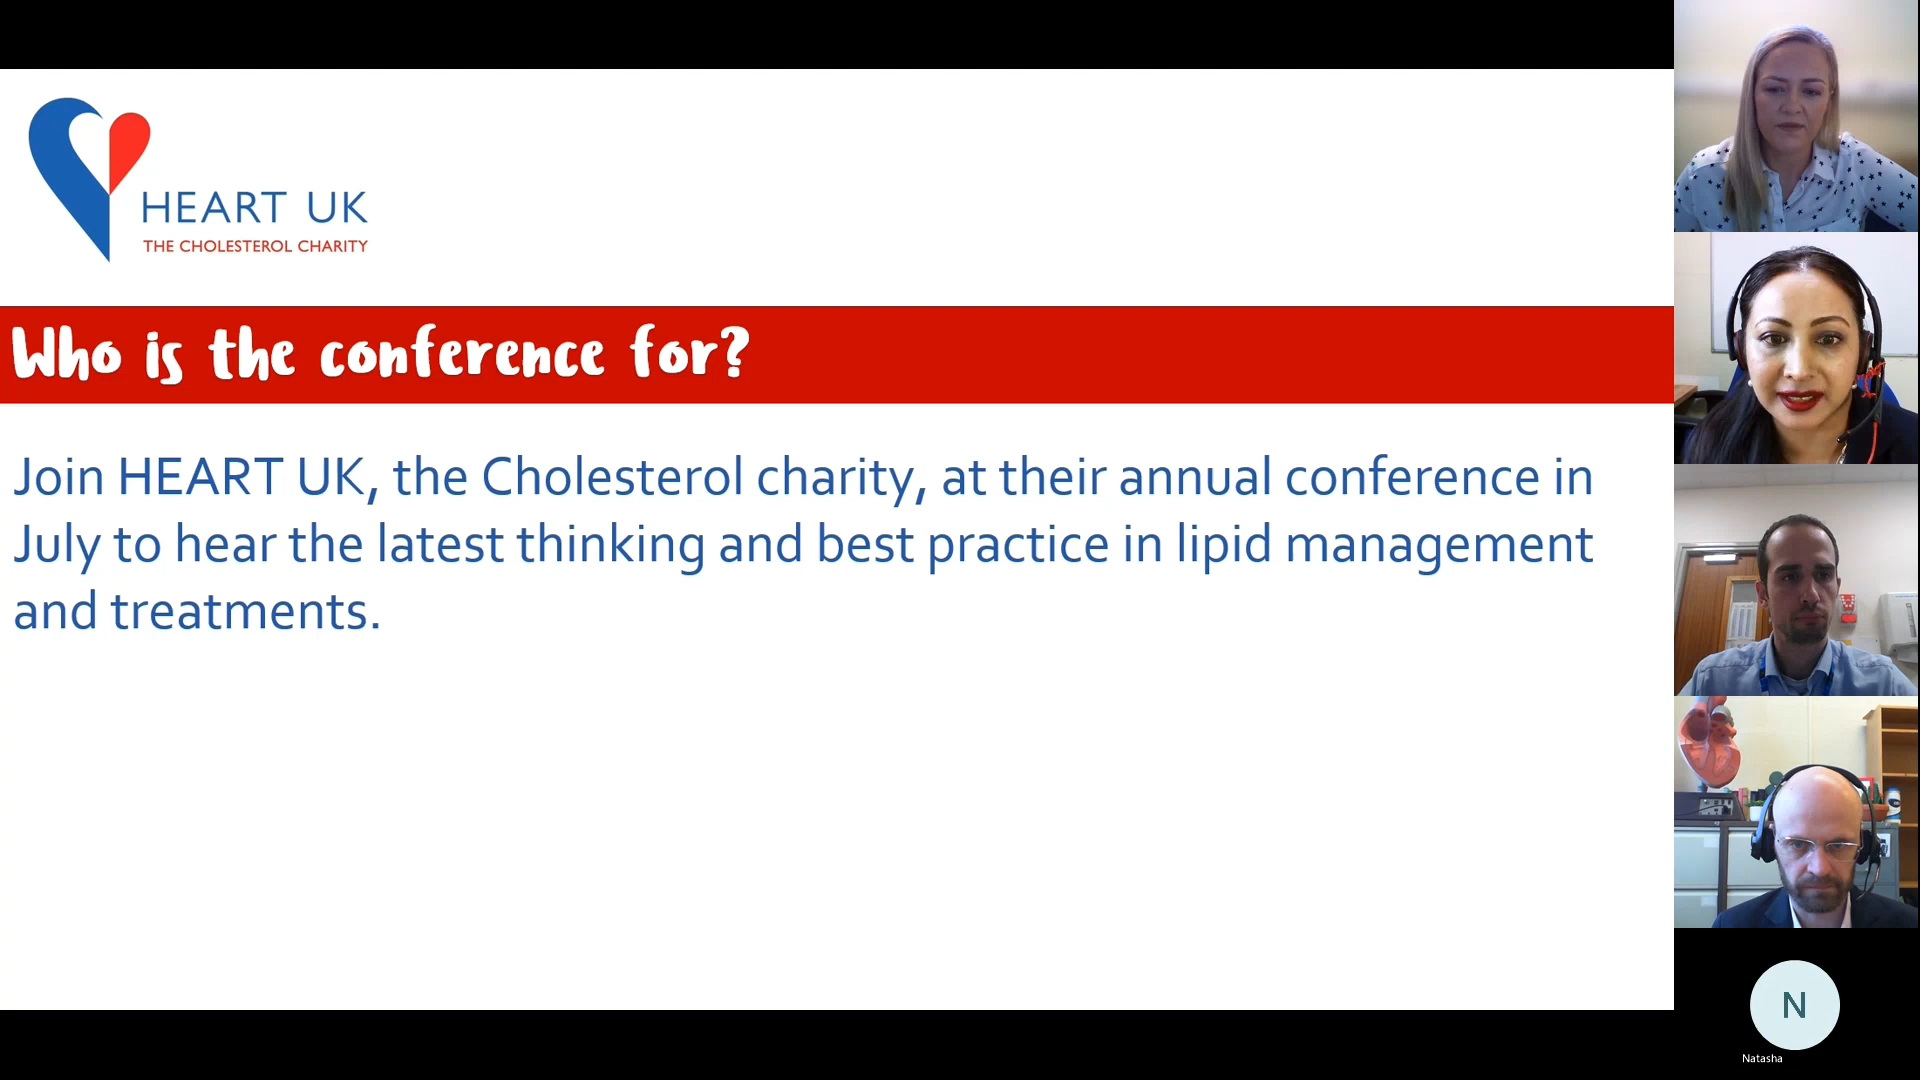 HEART UK
THE CHOLESTEROL CHARITY
Who is the conference for?
Join HEART UK, the Cholesterol charity, at their annual conference in
July to hear the latest thinking and best practice in lipid management
and treatments.
N
Natasha